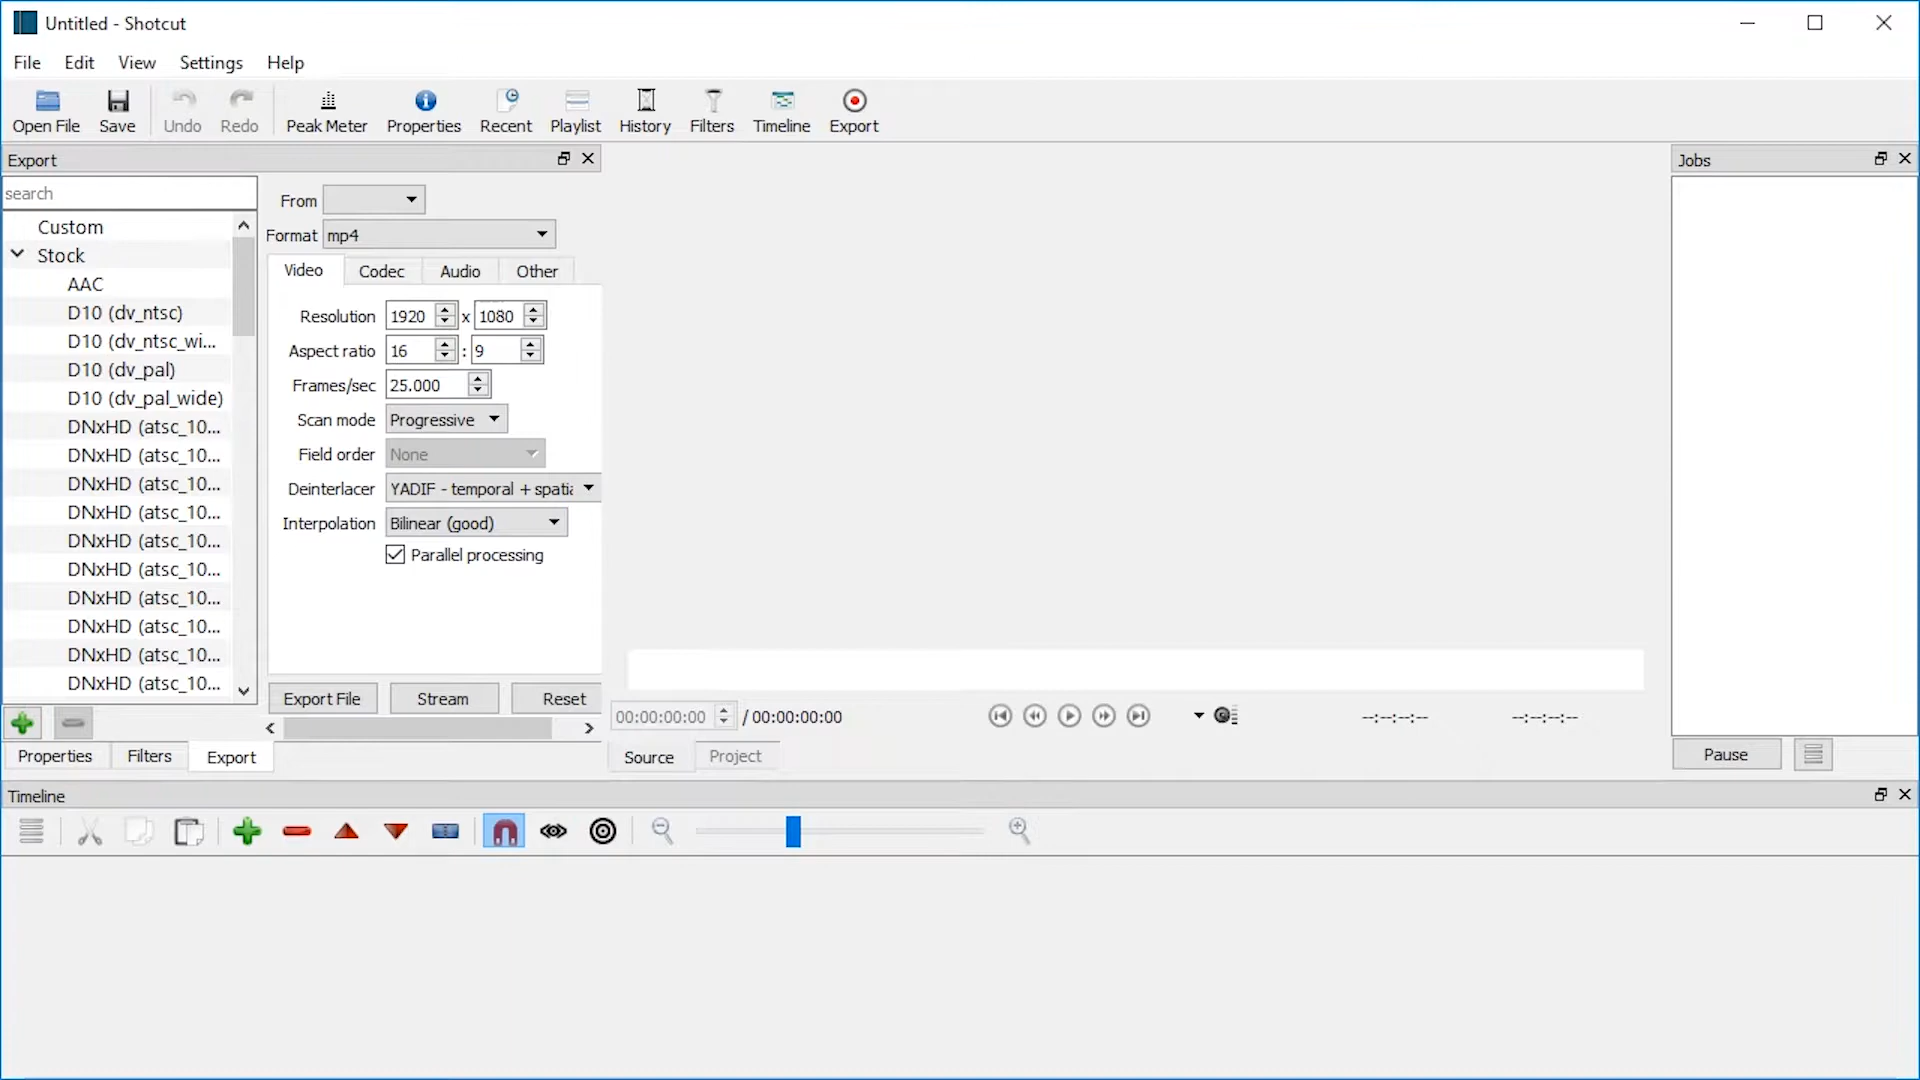 Untitled - Shotcut
File Edit View Settings Help
Open File Save Undo Redo Peak Meter Properties Recent Playlist History Filters Timeline Export
Export
search
Custom
Stock
AAC
D10 (dv_ntsc)
D10 (dv_ntsc_wi...
D10 (dv_pal)
D10 (dv_pal_wide)
DNxHD (atsc_10...
DNxHD (atsc_10...
DNxHD (atsc_10...
DNxHD (atsc_10...
DNxHD (atsc_10...
DNxHD (atsc_10...
DNxHD (atsc_10...
DNxHD (atsc_10...
DNxHD (atsc_10...
DNxHD (atsc_10...
From
Format mp4
Video Codec Audio Other
Resolution 1920 x 1080
Aspect ratio 16 : 9
Frames/sec 25.000
Scan mode Progressive
Field order None
Deinterlacer YADIF - temporal + spatia
Interpolation Bilinear (good)
Parallel processing
Export File Stream Reset
Properties Filters Export
00:00:00:00 / 00:00:00:00 --:--:--:-- --:--:--:--
Source Project
Jobs
Pause
Timeline